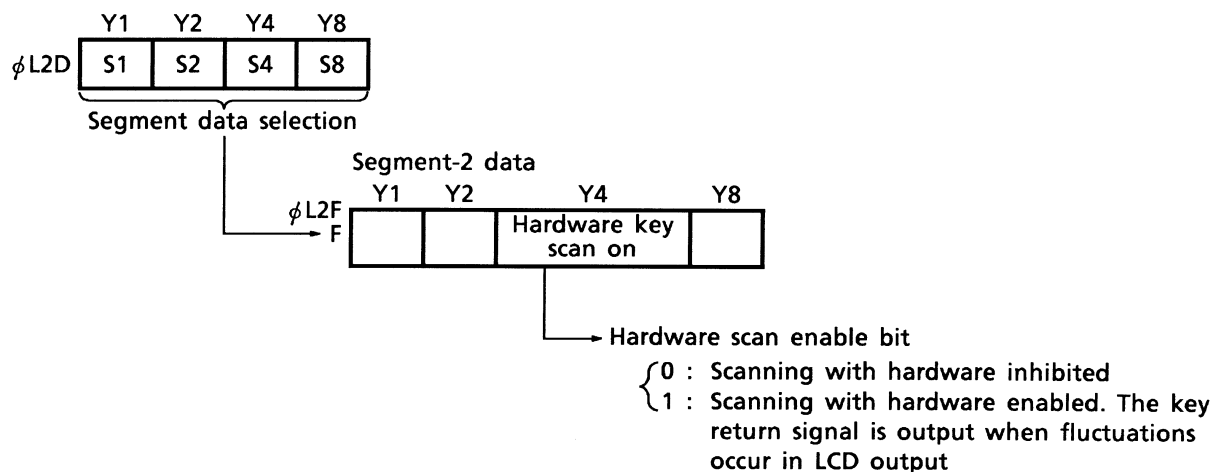 Y1 Y2 Y4 Y8
ϕL2D S1 S2 S4 S8
Segment data selection
Segment-2 data
Y1 Y2 Y4 Y8
ϕL2F
F
Hardware key
scan on
Hardware scan enable bit
0 : Scanning with hardware inhibited
1 : Scanning with hardware enabled. The key
return signal is output when fluctuations
occur in LCD output